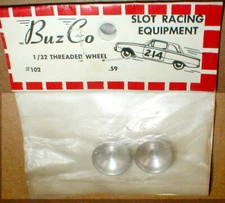 BuzCo
SLOT RACING
EQUIPMENT
214
1/32 THREADED WHEEL
#102
.59